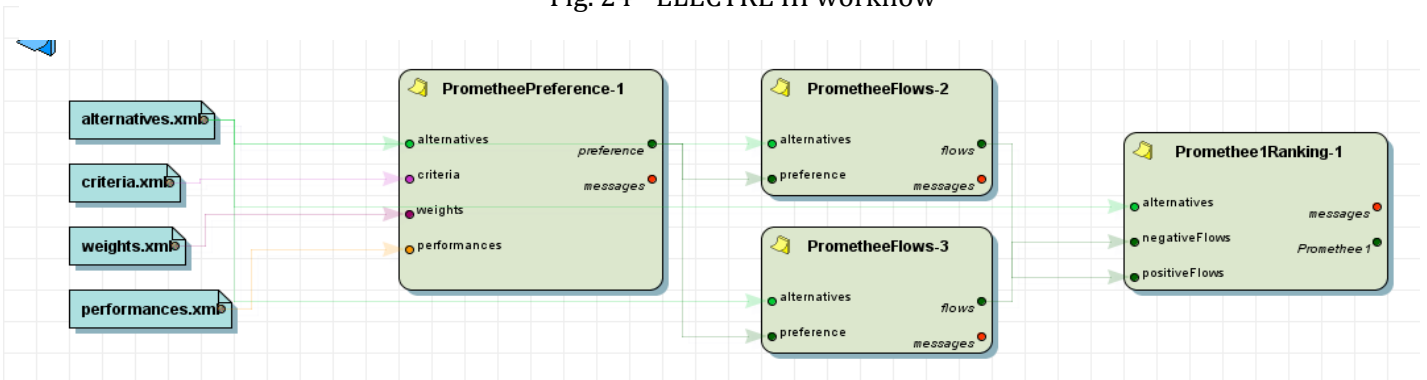 Fig. 24 - ELECTRE III workflow
alternatives.xml
criteria.xml
weights.xml
performances.xml
PrometheePreference-1
alternatives
preference
criteria
messages
weights
performances
PrometheeFlows-2
alternatives
flows
preference
messages
PrometheeFlows-3
alternatives
flows
preference
messages
Promethee1Ranking-1
alternatives
messages
negativeFlows
Promethee 1
positiveFlows